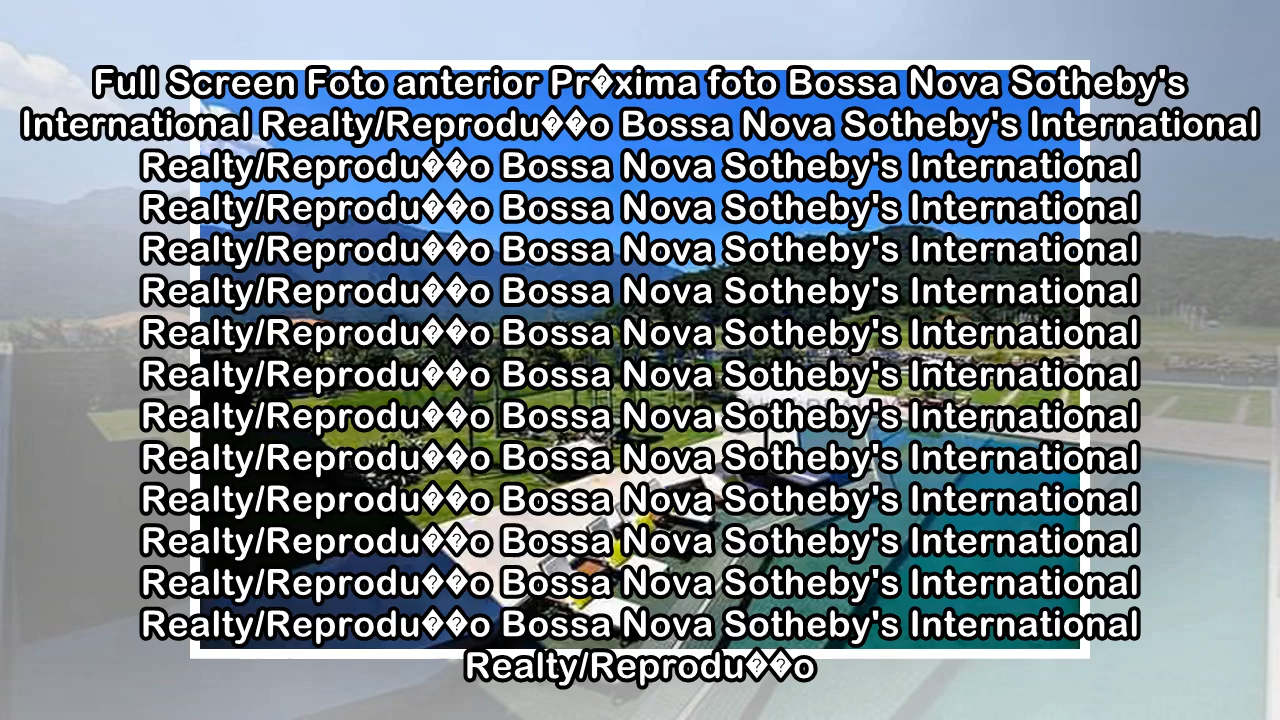 Full Screen Foto anterior Pr�xima foto Bossa Nova Sotheby's
International Realty/Reprodu��o Bossa Nova Sotheby's International
Realty/Reprodu��o Bossa Nova Sotheby's International
Realty/Reprodu��o Bossa Nova Sotheby's International
Realty/Reprodu��o Bossa Nova Sotheby's International
Realty/Reprodu��o Bossa Nova Sotheby's International
Realty/Reprodu��o Bossa Nova Sotheby's International
Realty/Reprodu��o Bossa Nova Sotheby's International
Realty/Reprodu��o Bossa Nova Sotheby's International
Realty/Reprodu��o Bossa Nova Sotheby's International
Realty/Reprodu��o Bossa Nova Sotheby's International
Realty/Reprodu��o Bossa Nova Sotheby's International
Realty/Reprodu��o Bossa Nova Sotheby's International
Realty/Reprodu��o Bossa Nova Sotheby's International
Realty/Reprodu��o